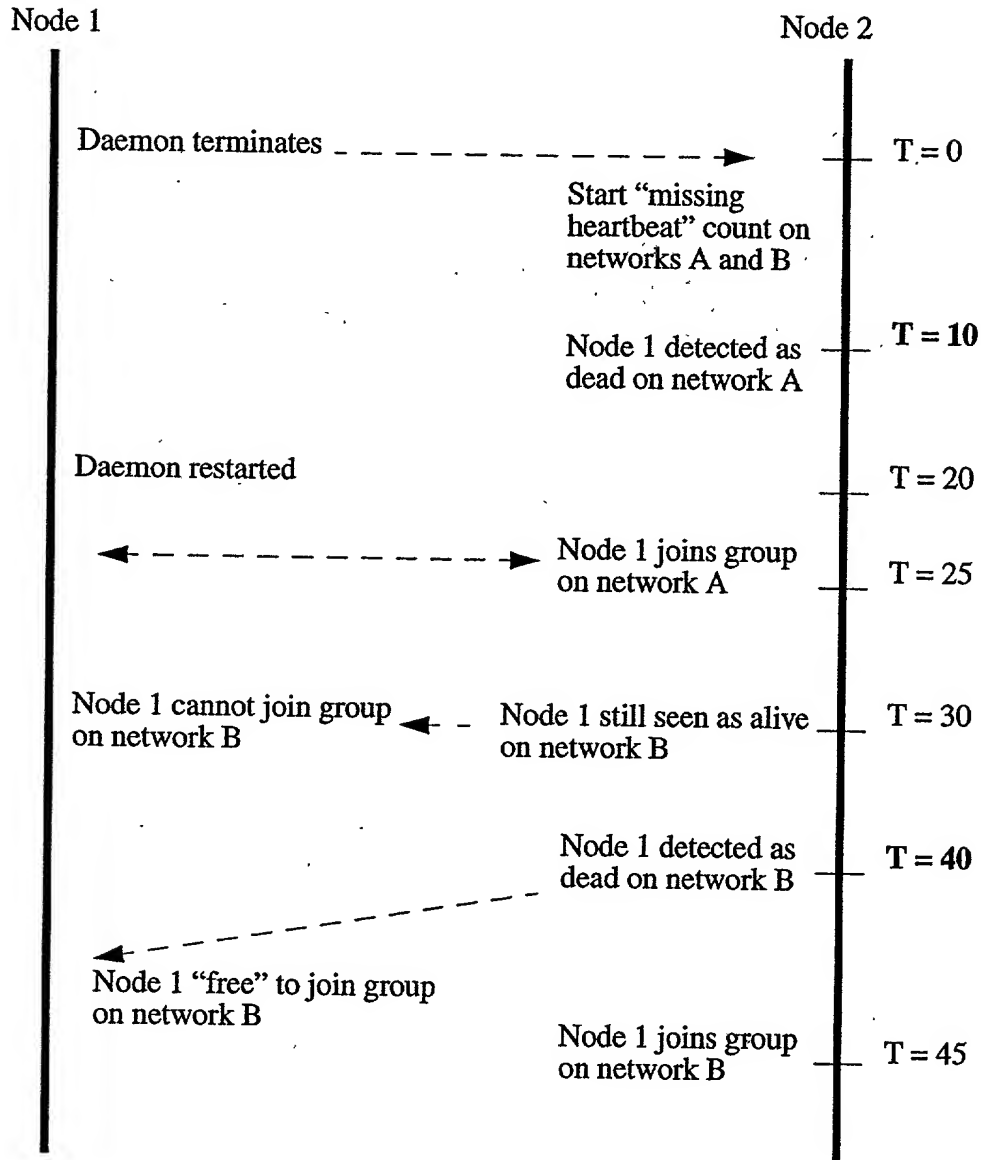 Node 1
Node 2
Daemon terminates
T = 0
Start “missing
heartbeat” count on
networks A and B
T = 10
Node 1 detected as
dead on network A
Daemon restarted
T = 20
Node 1 joins group
on network A
T = 25
Node 1 cannot join group
on network B
Node 1 still seen as alive
on network B
T = 30
Node 1 detected as
dead on network B
T = 40
Node 1 “free” to join group
on network B
Node 1 joins group
on network B
T = 45